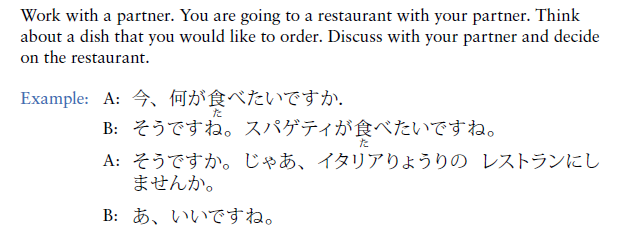 Work with a partner. You are going to a restaurant with your partner. Think
about a dish that you would like to order. Discuss with your partner and decide
on the restaurant.
Example: A: 今、何が食べたいですか.
た
B: そうですね。スパゲティが食べたいですね。
た
A: そうですか。じゃあ、イタリアりょうりの レストランにし
ませんか。
B: あ、いいですね。